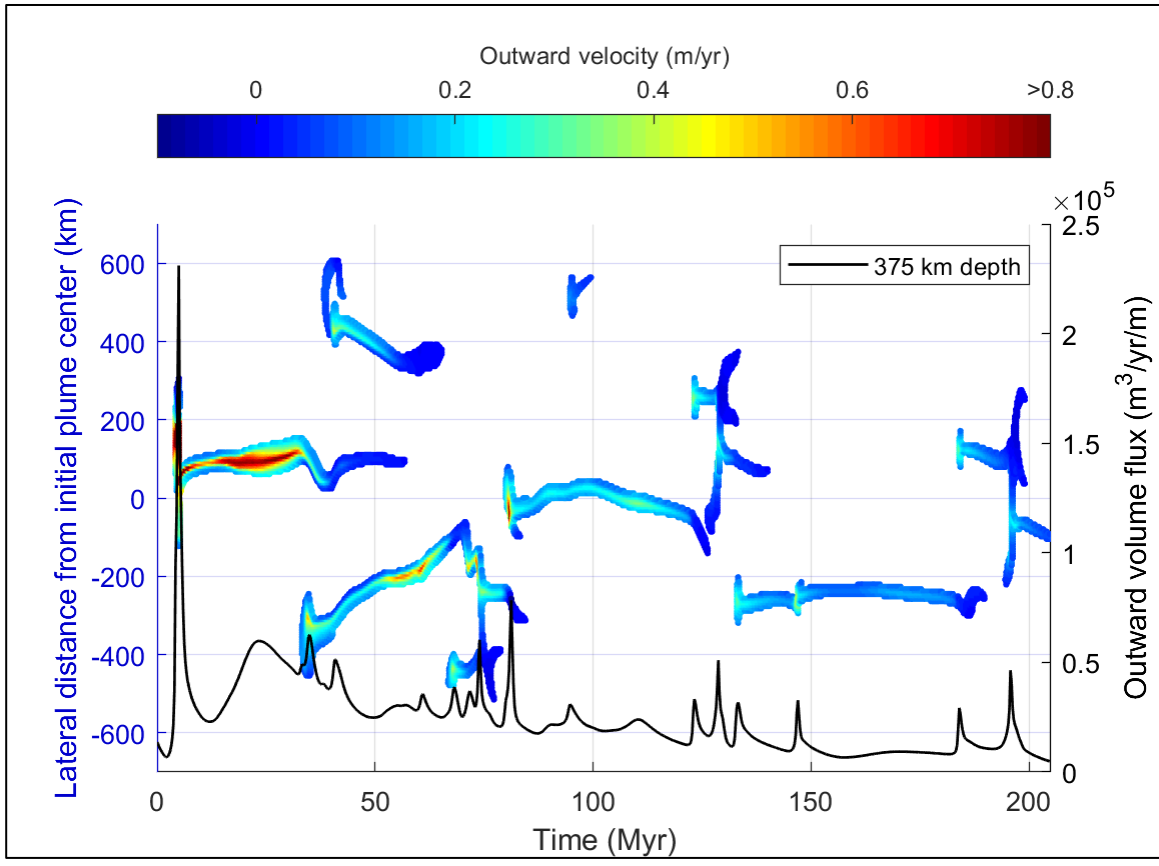 Outward velocity (m/yr)
0 0.2 0.4 0.6 >0.8
Lateral distance from initial plume center (km)
600
400
200
0
-200
-400
-600
×10^5
2.5
2
1.5
1
0.5
0
Outward volume flux (m^3/yr/m)
375 km depth
0 50 100 150 200
Time (Myr)